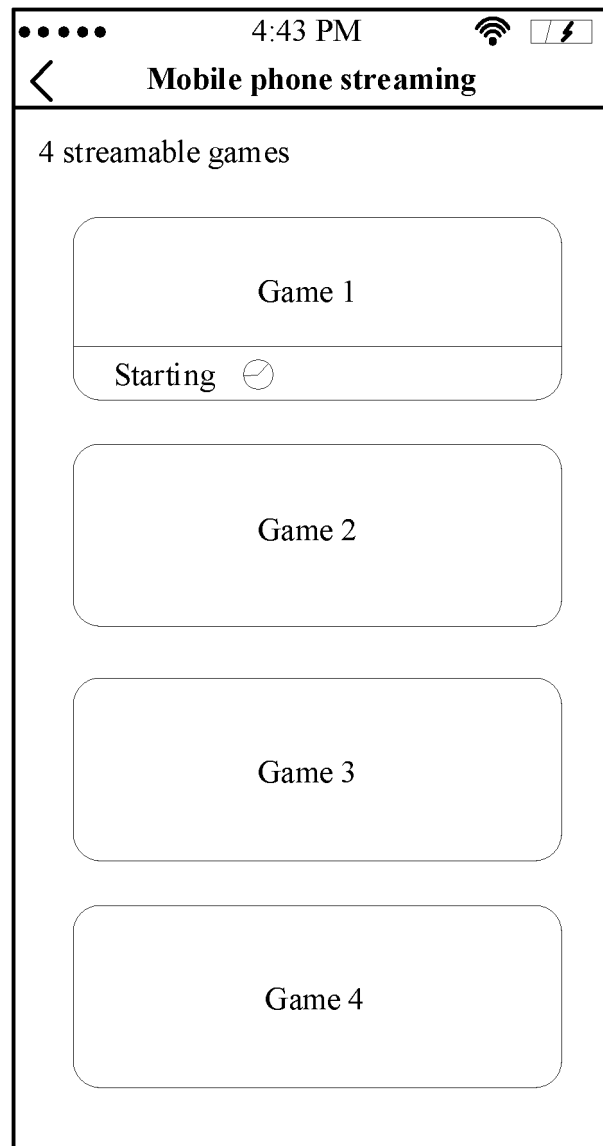 4:43 PM
Mobile phone streaming
4 streamable games
Game 1
Starting
Game 2
Game 3
Game 4